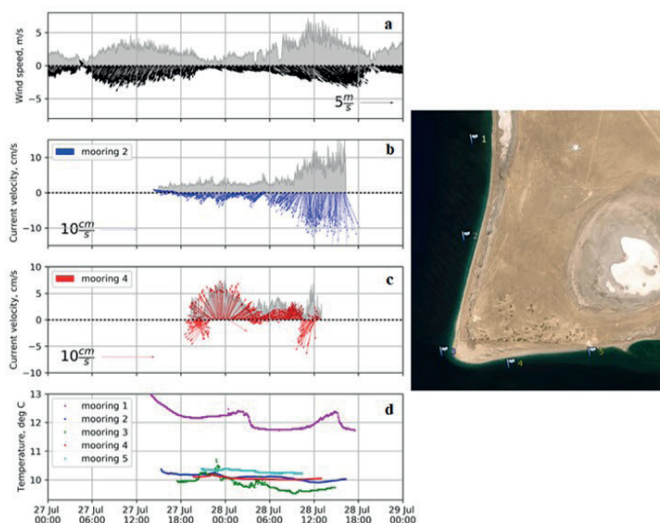 a
Wind speed, m/s
5
0
−5
5 m/s
b
mooring 2
Current velocity, cm/s
10
0
−10
10 cm/s
c
mooring 4
Current velocity, cm/s
10
5
0
−5
−10
10 cm/s
d
mooring 1
mooring 2
mooring 3
mooring 4
mooring 5
Temperature, deg C
13
12
11
10
27 Jul 00:00
27 Jul 06:00
27 Jul 12:00
27 Jul 18:00
28 Jul 00:00
28 Jul 06:00
28 Jul 12:00
28 Jul 18:00
29 Jul 00:00
1
2
3
4
5